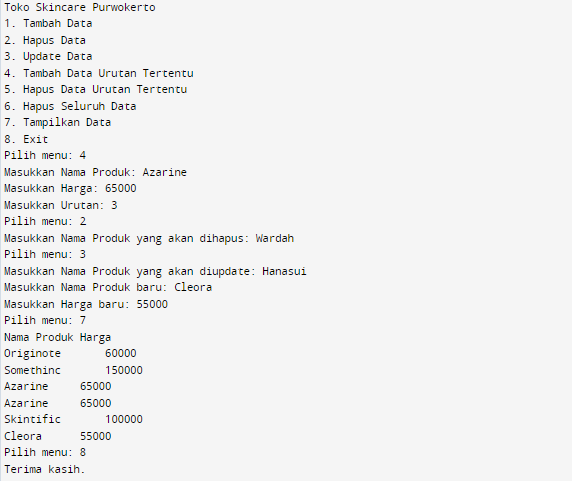 Toko Skincare Purwokerto
1. Tambah Data
2. Hapus Data
3. Update Data
4. Tambah Data Urutan Tertentu
5. Hapus Data Urutan Tertentu
6. Hapus Seluruh Data
7. Tampilkan Data
8. Exit
Pilih menu: 4
Masukkan Nama Produk: Azarine
Masukkan Harga: 65000
Masukkan Urutan: 3
Pilih menu: 2
Masukkan Nama Produk yang akan dihapus: Wardah
Pilih menu: 3
Masukkan Nama Produk yang akan diupdate: Hanasui
Masukkan Nama Produk baru: Cleora
Masukkan Harga baru: 55000
Pilih menu: 7
Nama Produk Harga
Originote 60000
Somethinc 150000
Azarine 65000
Azarine 65000
Skintific 100000
Cleora 55000
Pilih menu: 8
Terima kasih.